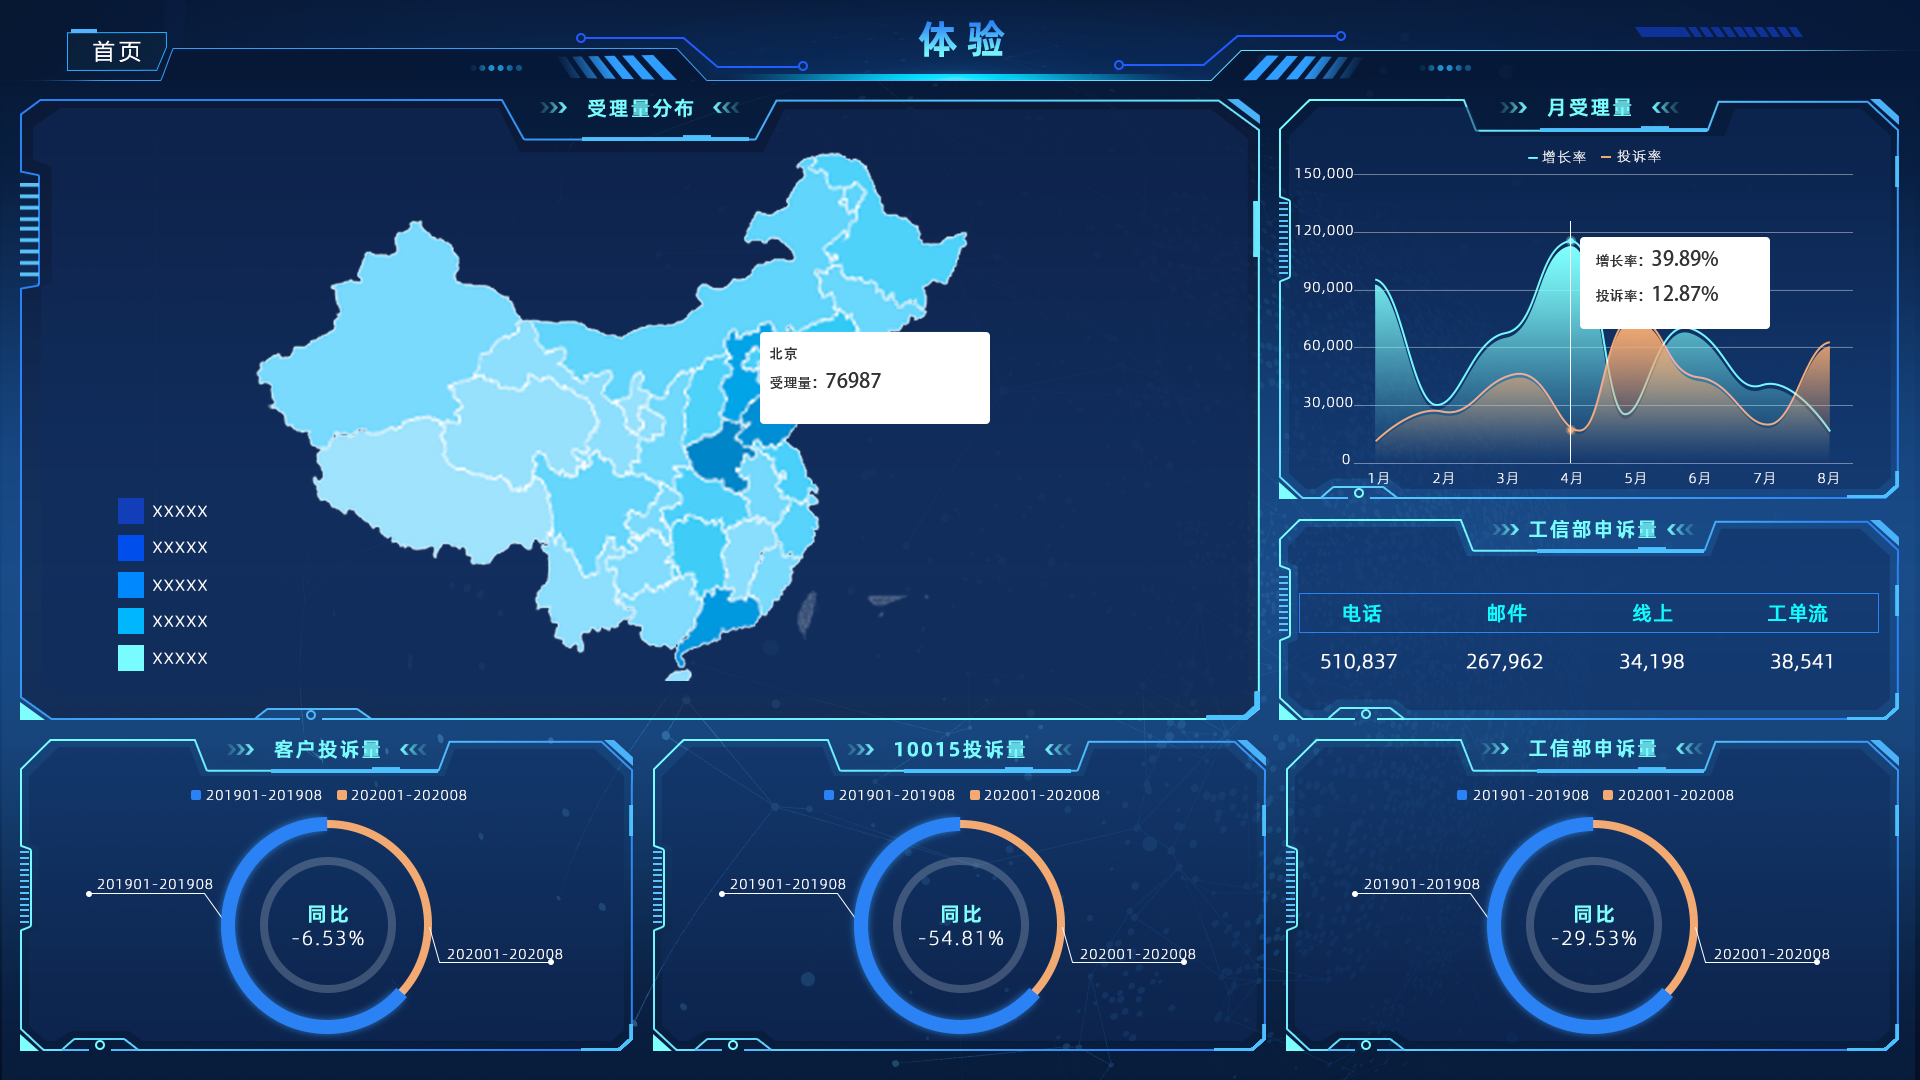 首页
体验
受理量分布
北京
受理量：76987
XXXXX
XXXXX
XXXXX
XXXXX
XXXXX
月受理量
增长率 投诉率
150,000
120,000
90,000
60,000
30,000
0
增长率：39.89%
投诉率：12.87%
1月 2月 3月 4月 5月 6月 7月 8月
工信部申诉量
电话 邮件 线上 工单流
510,837 267,962 34,198 38,541
客户投诉量
201901-201908 202001-202008
201901-201908
同比
-6.53%
202001-202008
10015投诉量
201901-201908 202001-202008
201901-201908
同比
-54.81%
202001-202008
工信部申诉量
201901-201908 202001-202008
201901-201908
同比
-29.53%
202001-202008